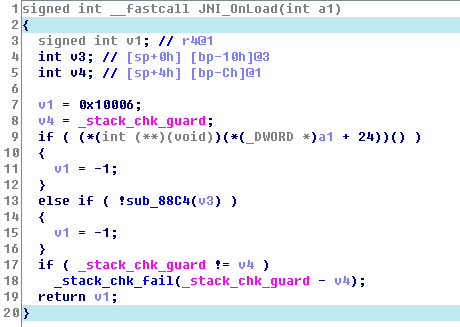 1 signed int __fastcall JNI_OnLoad(int a1)
2 {
3   signed int v1; // r4@1
4   int v3; // [sp+0h] [bp-10h]@3
5   int v4; // [sp+4h] [bp-Ch]@1
6
7   v1 = 0x10006;
8   v4 = _stack_chk_guard;
9   if ( (*(int (**)(void))(*(_DWORD *)a1 + 24))() )
10   {
11     v1 = -1;
12   }
13   else if ( !sub_88C4(v3) )
14   {
15     v1 = -1;
16   }
17   if ( _stack_chk_guard != v4 )
18     _stack_chk_fail(_stack_chk_guard - v4);
19   return v1;
20 }